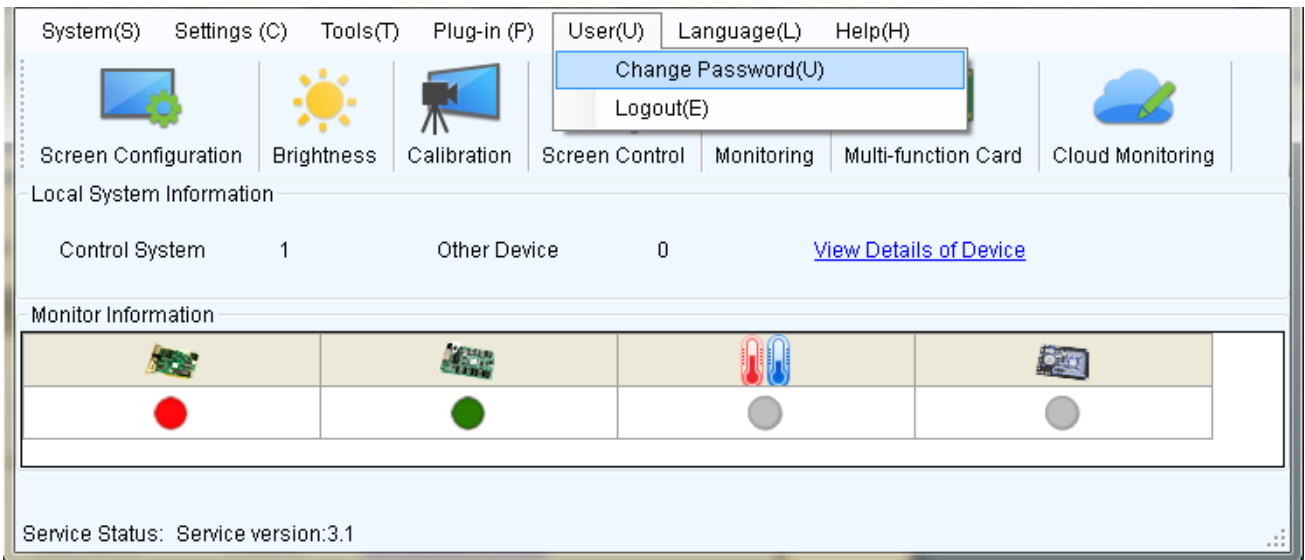 System(S) Settings (C) Tools(T) Plug-in (P) User(U) Language(L) Help(H)
Change Password(U)
Logout(E)
Screen Configuration Brightness Calibration Screen Control Monitoring Multi-function Card Cloud Monitoring
Local System Information
Control System 1 Other Device 0 View Details of Device
Monitor Information
Service Status: Service version:3.1